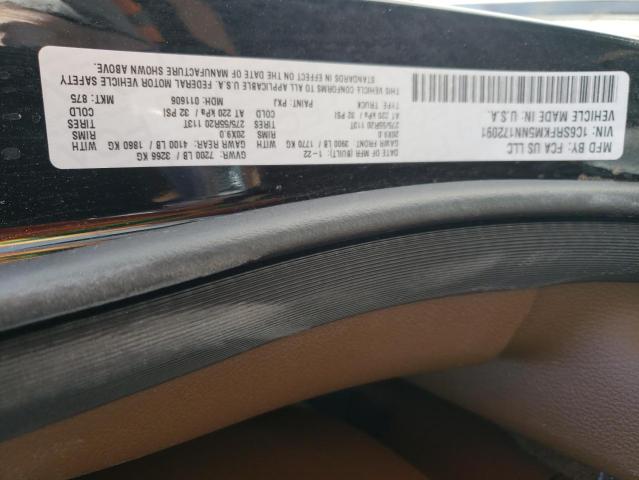 MFG BY: FCA US LLC
VIN: 1C6SRFKM5NN172091
VEHICLE MADE IN: U.S.A.
DATE OF MFR (BUILT): 1-22
GVWR: 7200 LB / 3266 KG
GAWR FRONT: 3900 LB / 1770 KG
WITH
GAWR REAR: 4100 LB / 1860 KG
WITH
20X9.0
RIMS
20X9.0
RIMS
275/55R20 113T
TIRES
275/55R20 113T
TIRES
AT 220 kPa / 32 PSI
COLD
AT 220 kPa / 32 PSI
COLD
TYPE: TRUCK
PAINT: PXJ
MDH: 011608
MKT: 875
THIS VEHICLE CONFORMS TO ALL APPLICABLE U.S.A. FEDERAL MOTOR VEHICLE SAFETY
STANDARDS IN EFFECT ON THE DATE OF MANUFACTURE SHOWN ABOVE.